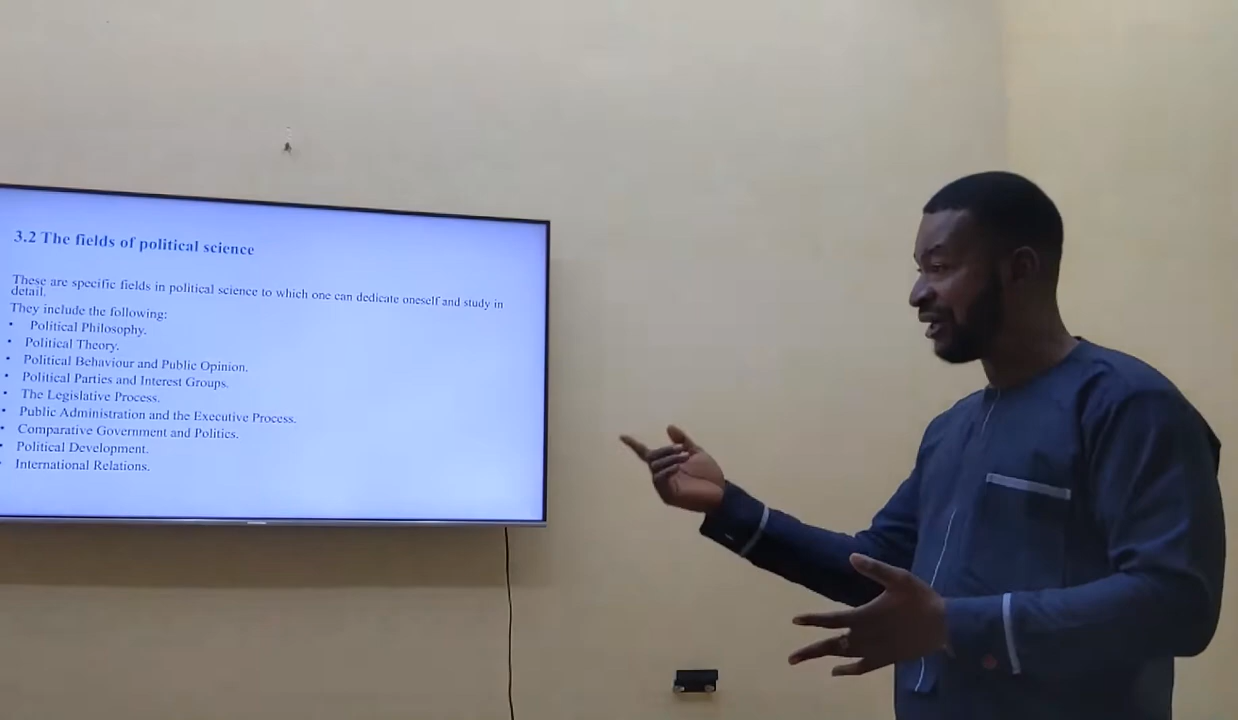 3.2 The fields of political science
These are specific fields in political science to which one can dedicate oneself and study in
detail.
They include the following:
• Political Philosophy.
• Political Theory.
• Political Behaviour and Public Opinion.
• Political Parties and Interest Groups.
• The Legislative Process.
• Public Administration and the Executive Process.
• Comparative Government and Politics.
• Political Development.
• International Relations.